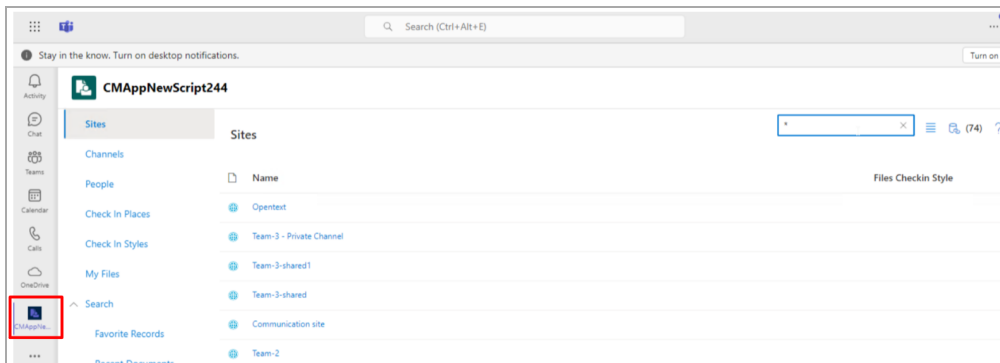 Search (Ctrl+Alt+E)
Stay in the know. Turn on desktop notifications.
Turn on
Activity
Chat
Teams
Calendar
Calls
OneDrive
CMAppNe...
CMAppNewScript244
Sites
Channels
People
Check In Places
Check In Styles
My Files
Search
Favorite Records
Recent Documents
Sites
*
(74)
Name
Files Checkin Style
Opentext
Team-3 - Private Channel
Team-3-shared1
Team-3-shared
Communication site
Team-2